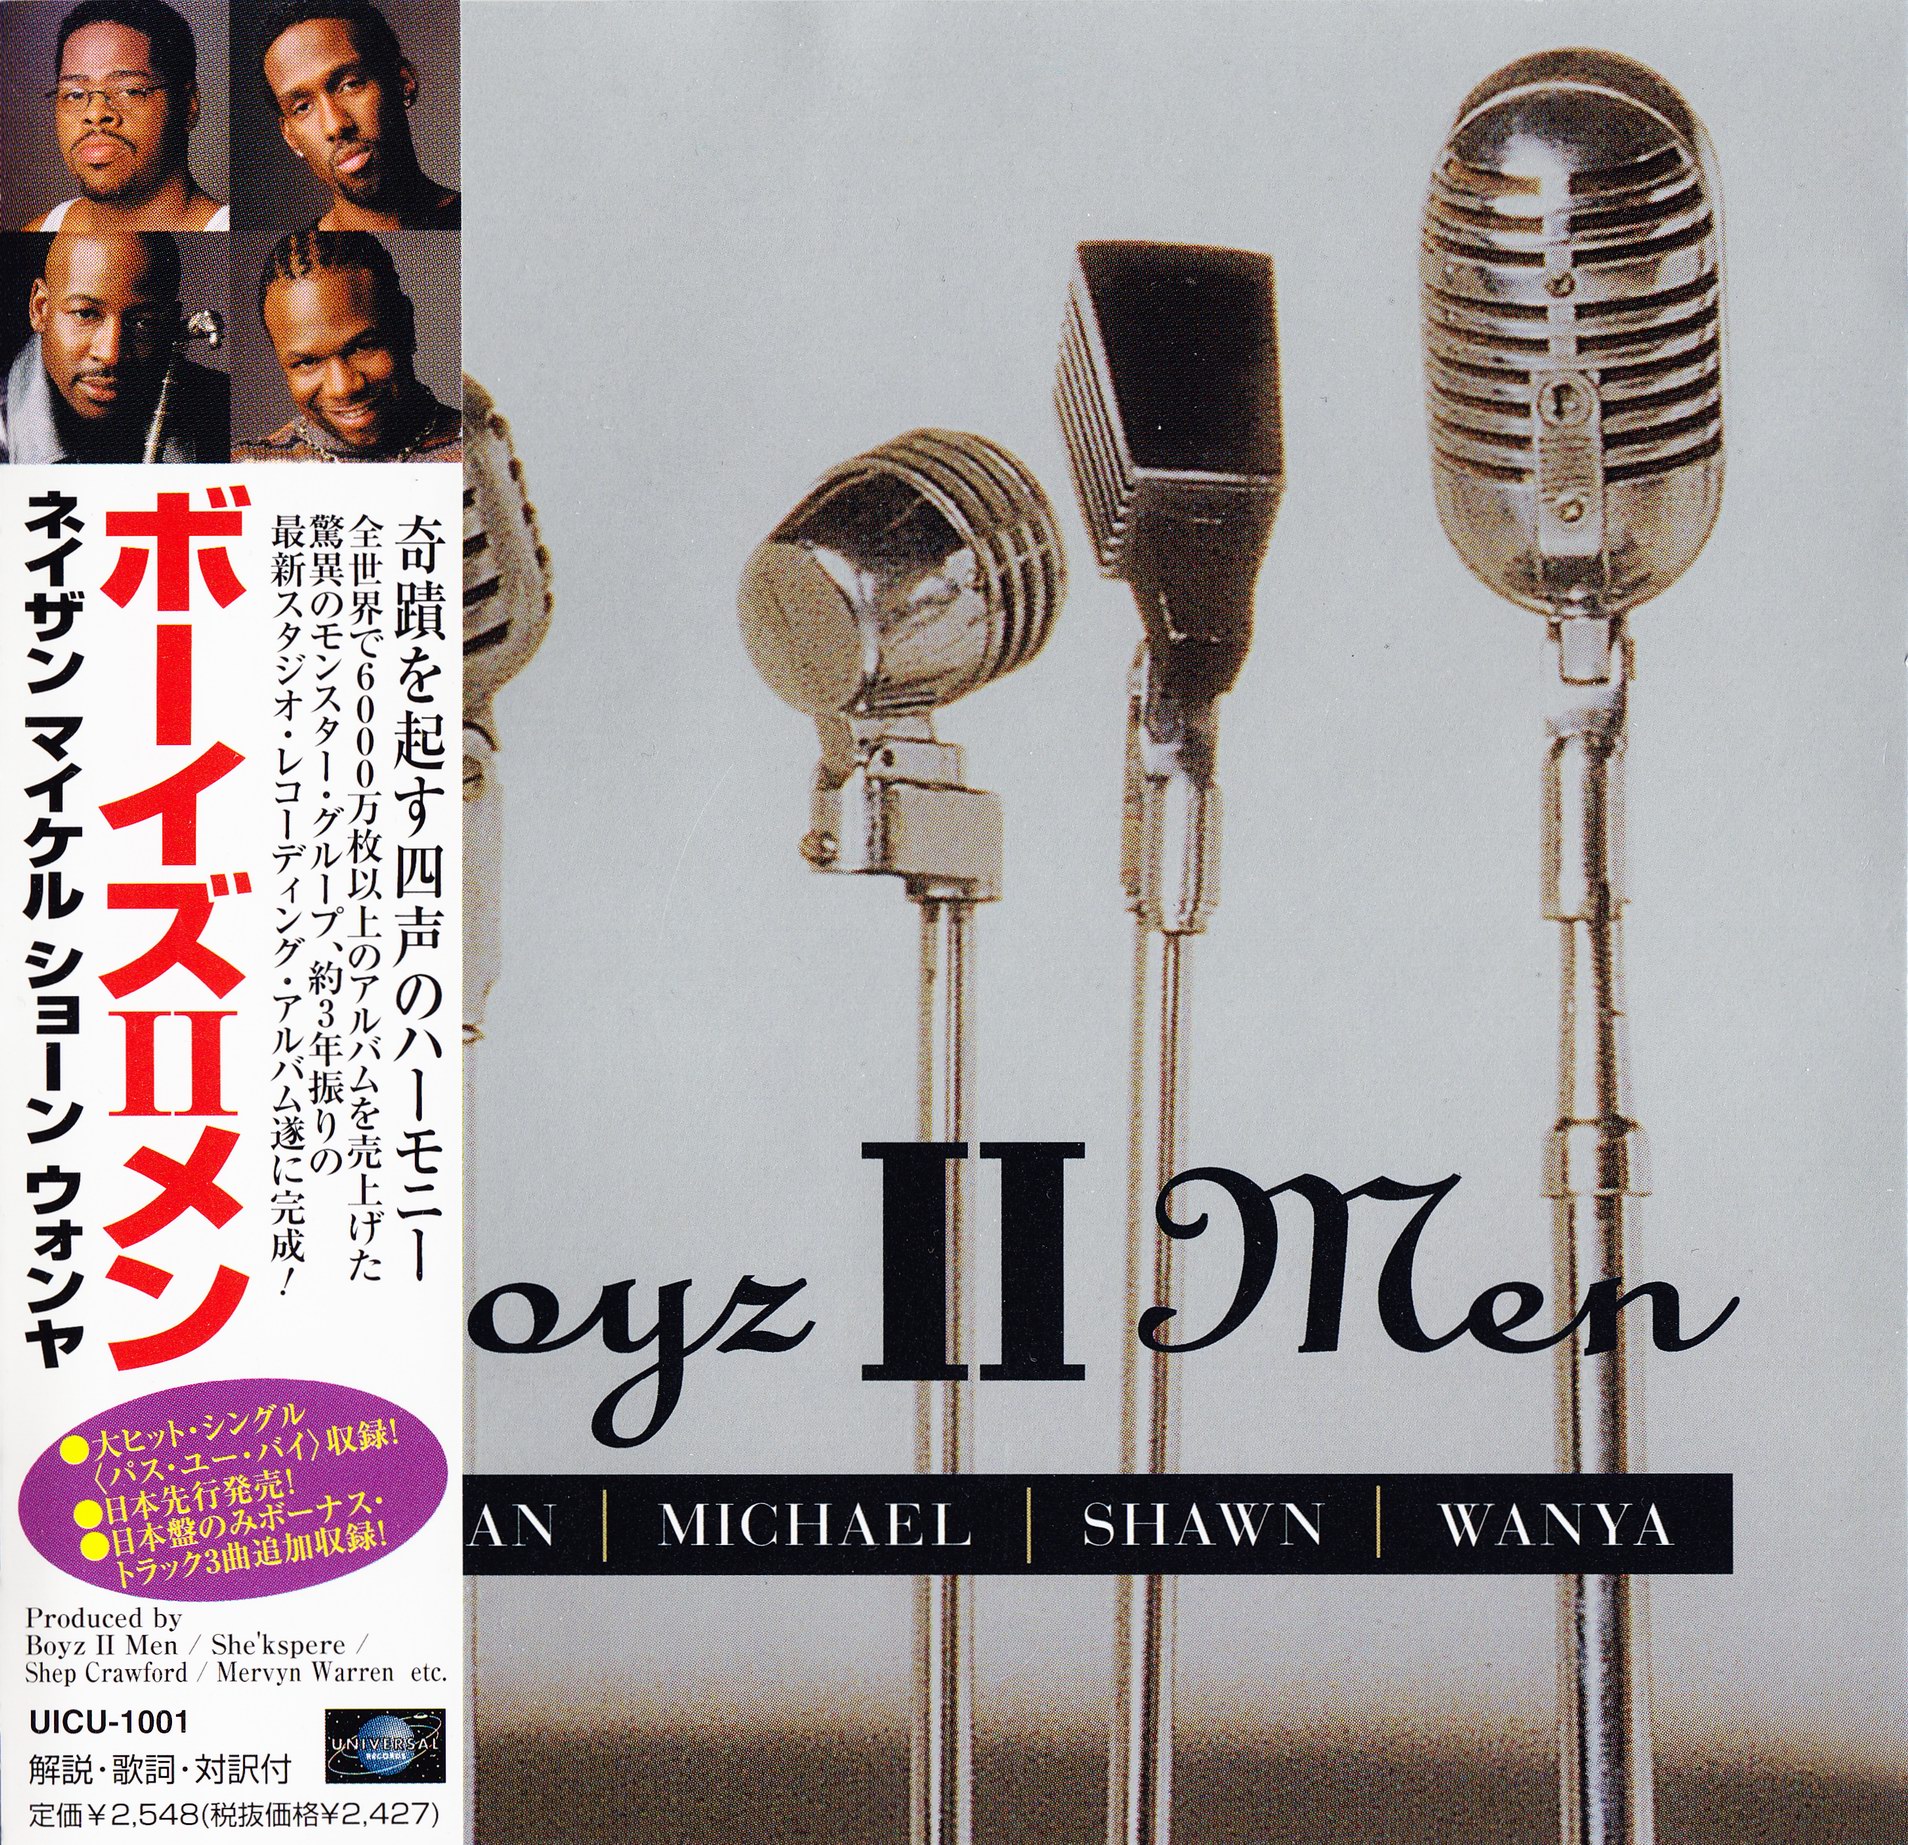 奇蹟を起す四声のハーモニー
全世界で6000万枚以上のアルバムを売上げた
驚異のモンスター・グループ、約3年振りの
最新スタジオ・レコーディング・アルバム遂に完成!
ボーイズIIメン
ネイザン マイケル ショーン ウォンヤ
●大ヒット・シングル
〈パス・ユー・バイ〉収録!
●日本先行発売!
●日本盤のみボーナス・
トラック3曲追加収録!
Produced by
Boyz II Men / She'kspere /
Shep Crawford / Mervyn Warren etc.
UICU-1001
UNIVERSAL
RECORDS
解説・歌詞・対訳付
定価¥2,548(税抜価格¥2,427)
oyz II Men
AN | MICHAEL | SHAWN | WANYA